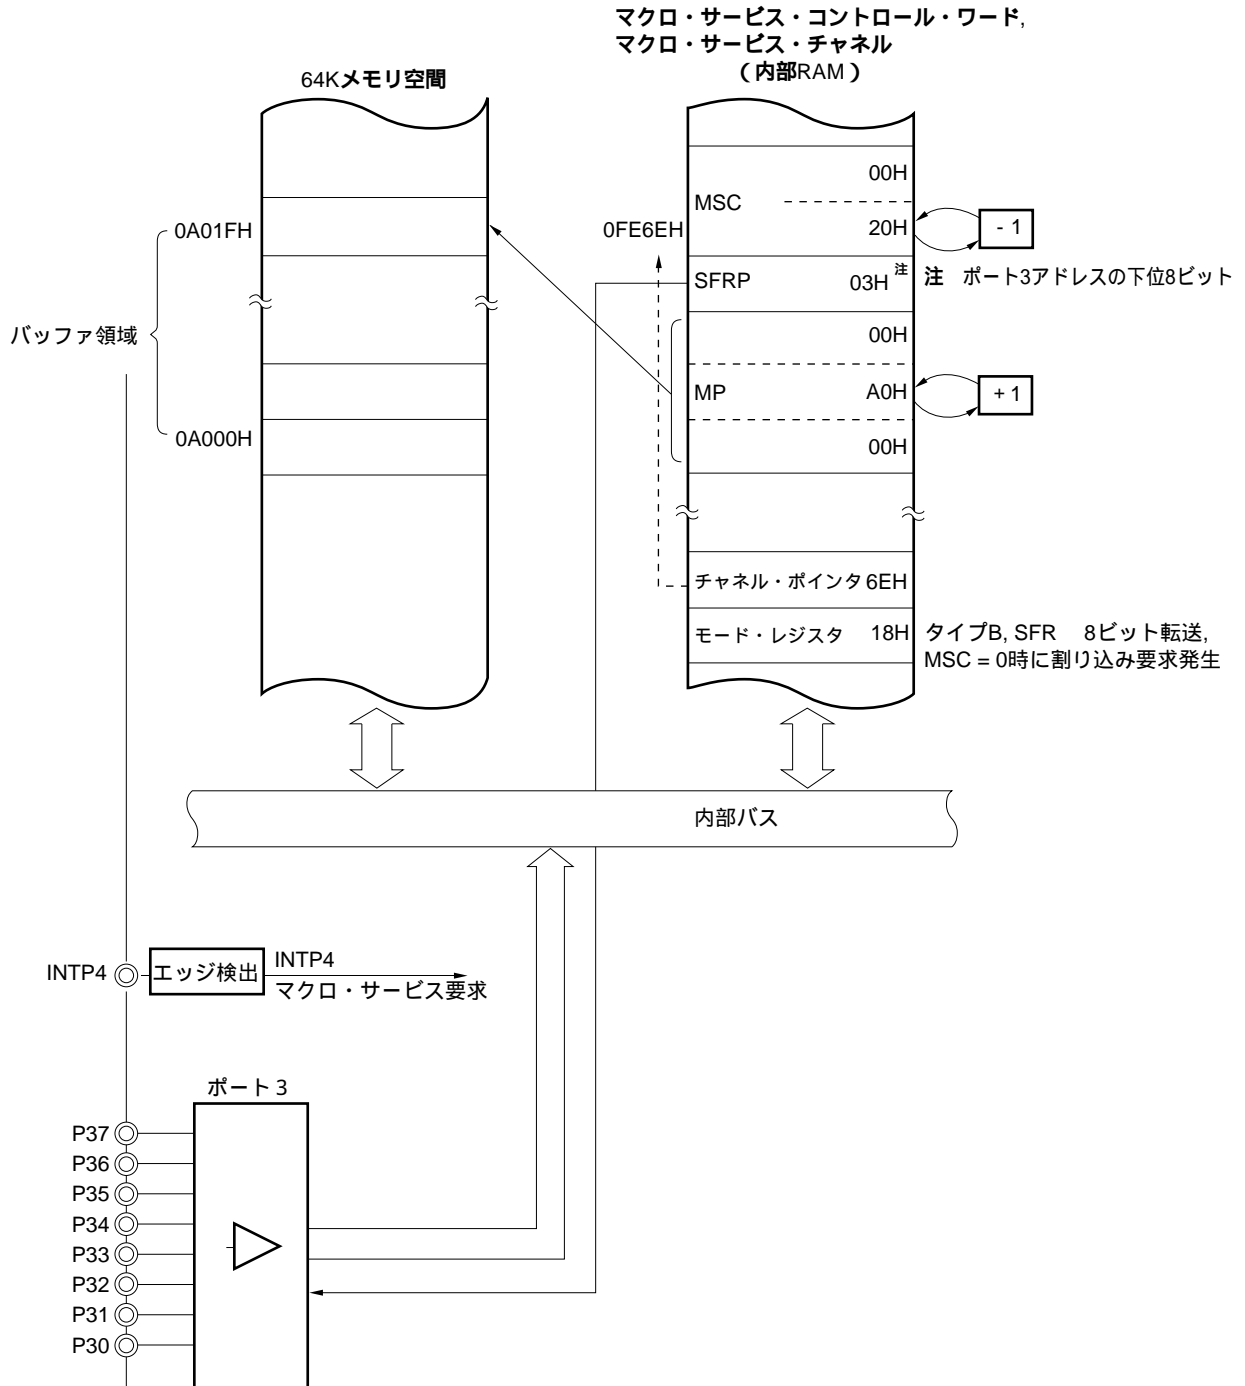 マクロ・サービス・コントロール・ワード,
マクロ・サービス・チャネル
（内部RAM）
64Kメモリ空間
00H
MSC
20H
- 1
0A01FH
0FE6EH
SFRP
03H 注
注 ポート3アドレスの下位8ビット
バッファ領域
00H
MP
A0H
+ 1
0A000H
00H
チャネル・ポインタ 6EH
モード・レジスタ 18H
タイプB, SFR 8ビット転送,
MSC = 0時に割り込み要求発生
内部バス
INTP4
エッジ検出
INTP4
マクロ・サービス要求
ポート3
P37
P36
P35
P34
P33
P32
P31
P30